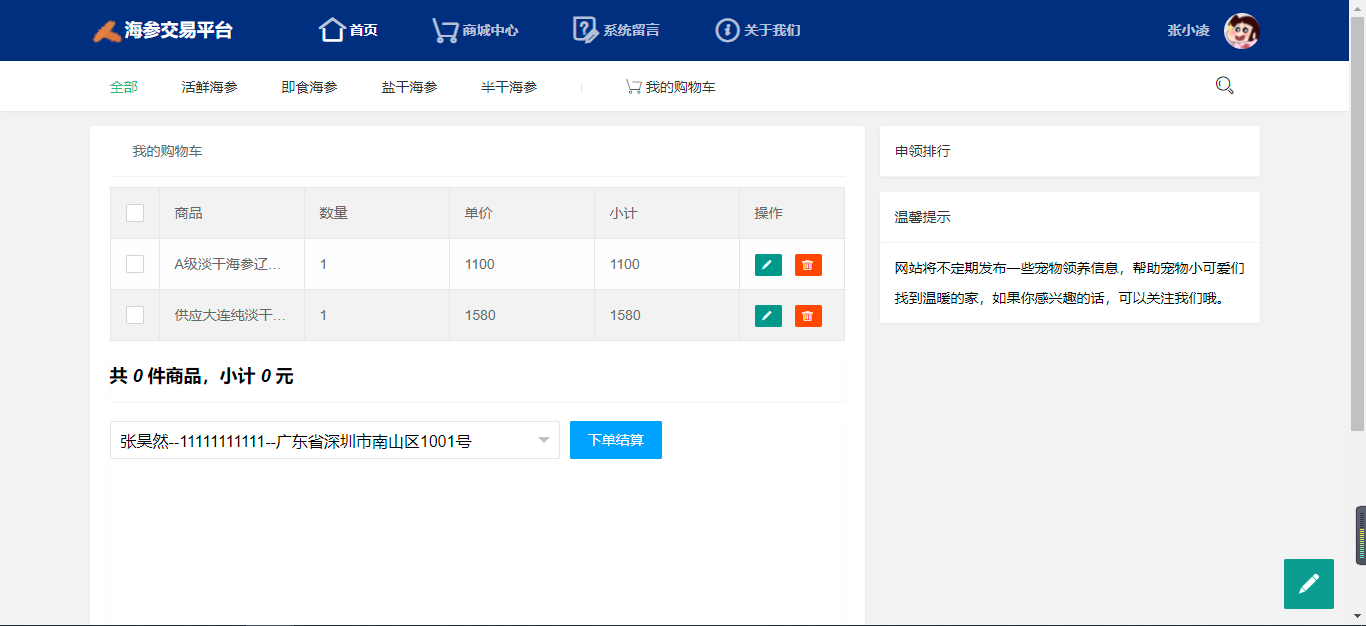 海参交易平台 首页 商城中心 系统留言 关于我们 张小凌
全部 活鲜海参 即食海参 盐干海参 半干海参 我的购物车
我的购物车
商品 数量 单价 小计 操作
A级淡干海参辽... 1 1100 1100
供应大连纯淡干... 1 1580 1580
共 0 件商品，小计 0 元
张昊然--11111111111--广东省深圳市南山区1001号 下单结算
申领排行
温馨提示
网站将不定期发布一些宠物领养信息，帮助宠物小可爱们
找到温暖的家，如果你感兴趣的话，可以关注我们哦。